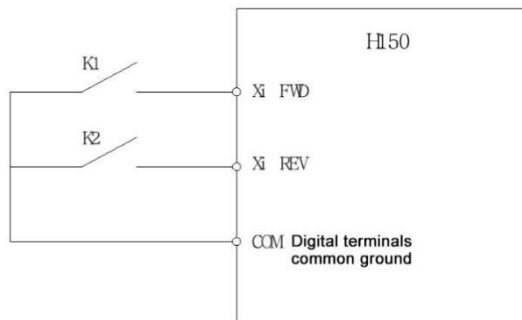 H150
K1
Xi FWD
K2
Xi REV
COM Digital terminals
common ground